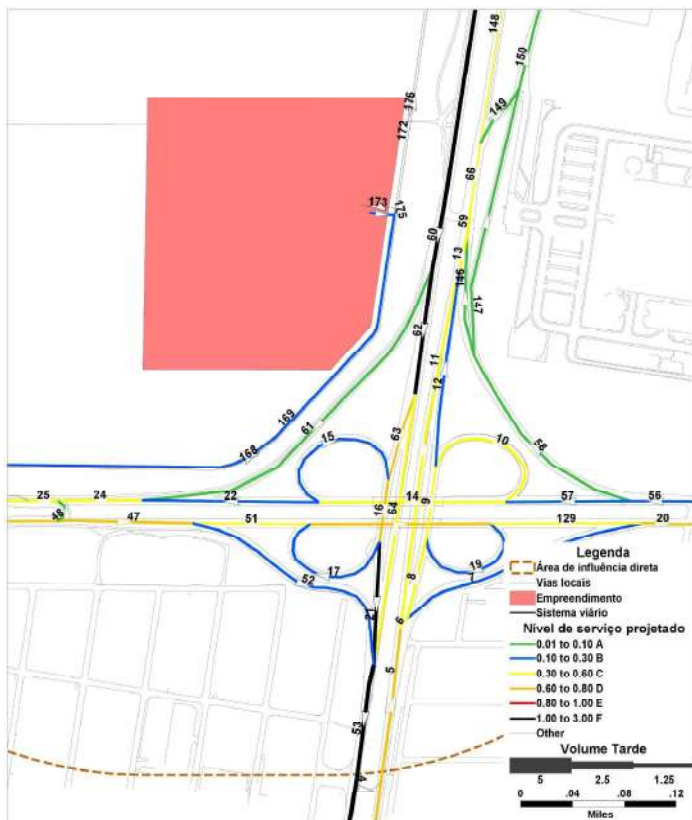 148
150
176
149
172
66
173
175
59
60
13
146
147
62
11
12
169
61
15
63
10
58
168
25
24
22
14
57
56
9
64
16
48
47
51
129
20
17
52
8
19
7
6
5
53
4
Legenda
Área de influência direta
Vias locais
Empreendimento
Sistema viário
Nivel de serviço projetado
0.01 to 0.10 A
0.10 to 0.30 B
0.30 to 0.60 C
0.60 to 0.80 D
0.80 to 1.00 E
1.00 to 3.00 F
Other
Volume Tarde
5 2.5 1.25
0 .04 .08 .12
Miles